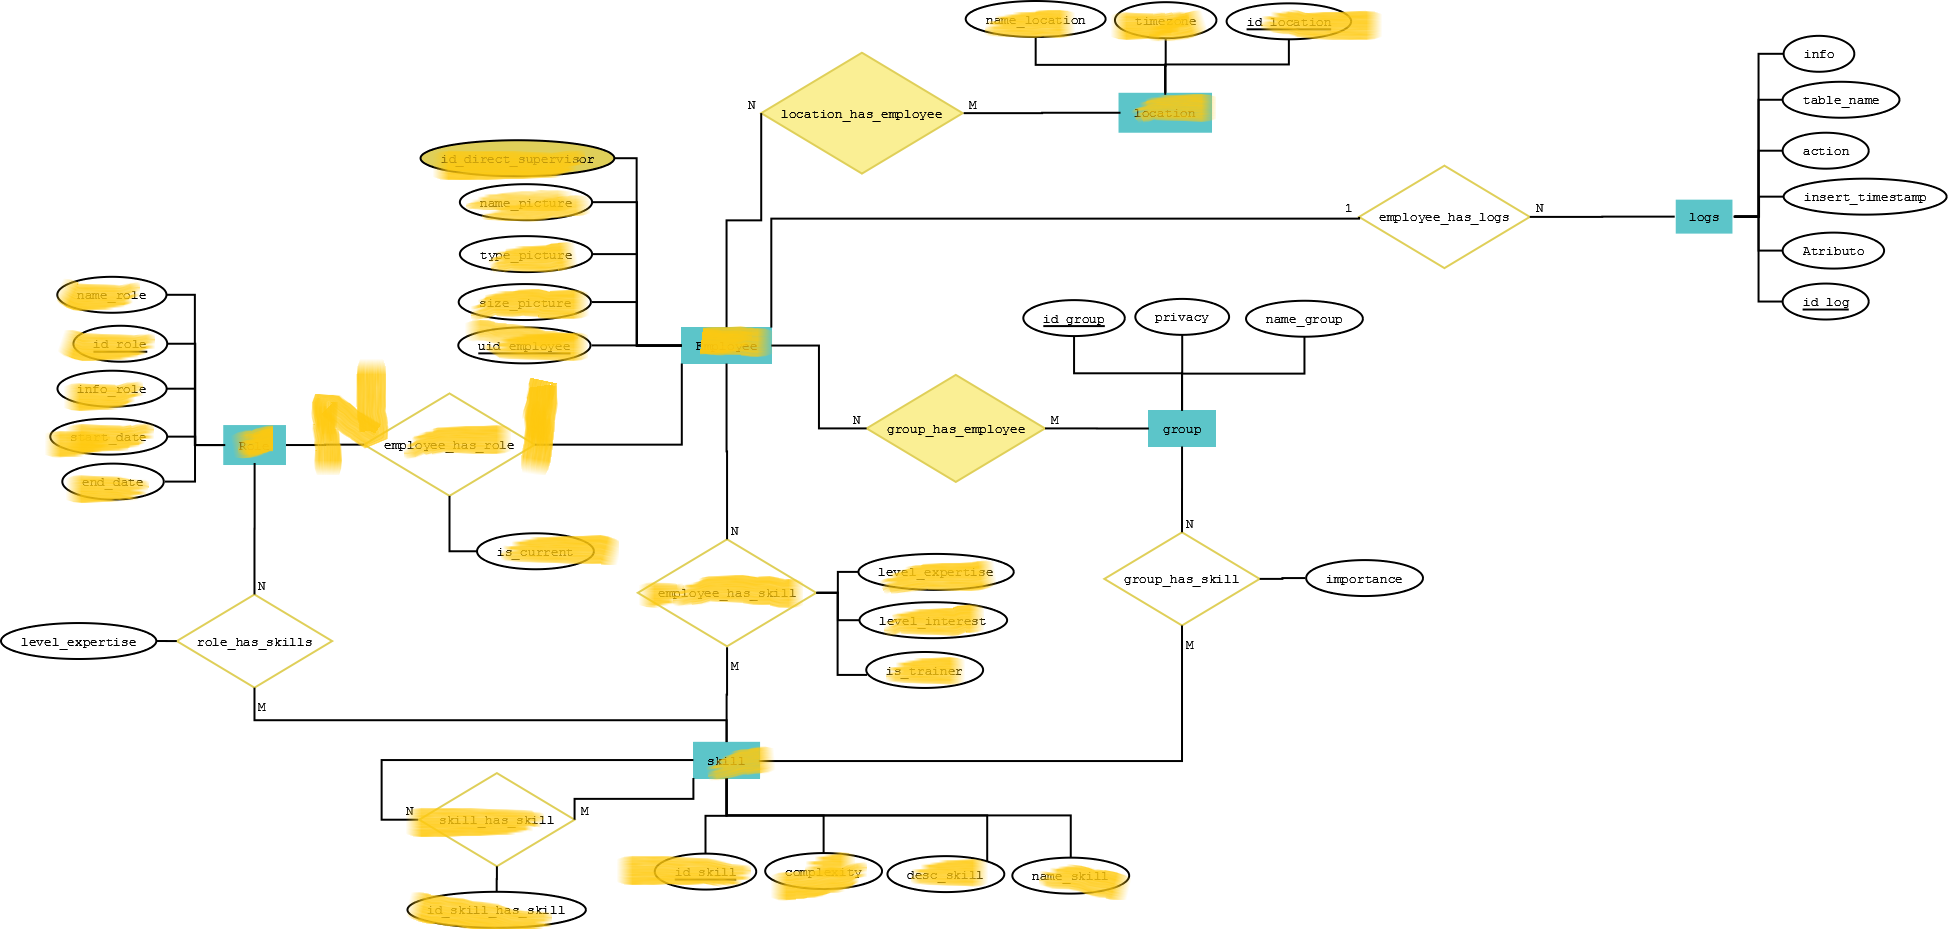 name_location
timezone
id_location
info
table_name
N
M
location_has_employee
location
action
id_direct_supervisor
insert_timestamp
name_picture
1
N
employee_has_logs
logs
type_picture
Atributo
name_role
size_picture
id_log
id_group
privacy
name_group
id_role
uid_employee
Employee
info_role
N
M
start_date
N
1
employee_has_role
group_has_employee
group
end_date
N
N
is_current
level_expertise
group_has_skill
importance
N
employee_has_skill
level_interest
level_expertise
role_has_skills
M
M
is_trainer
M
skill
N
M
skill_has_skill
id_skill
complexity
desc_skill
name_skill
id_skill_has_skill